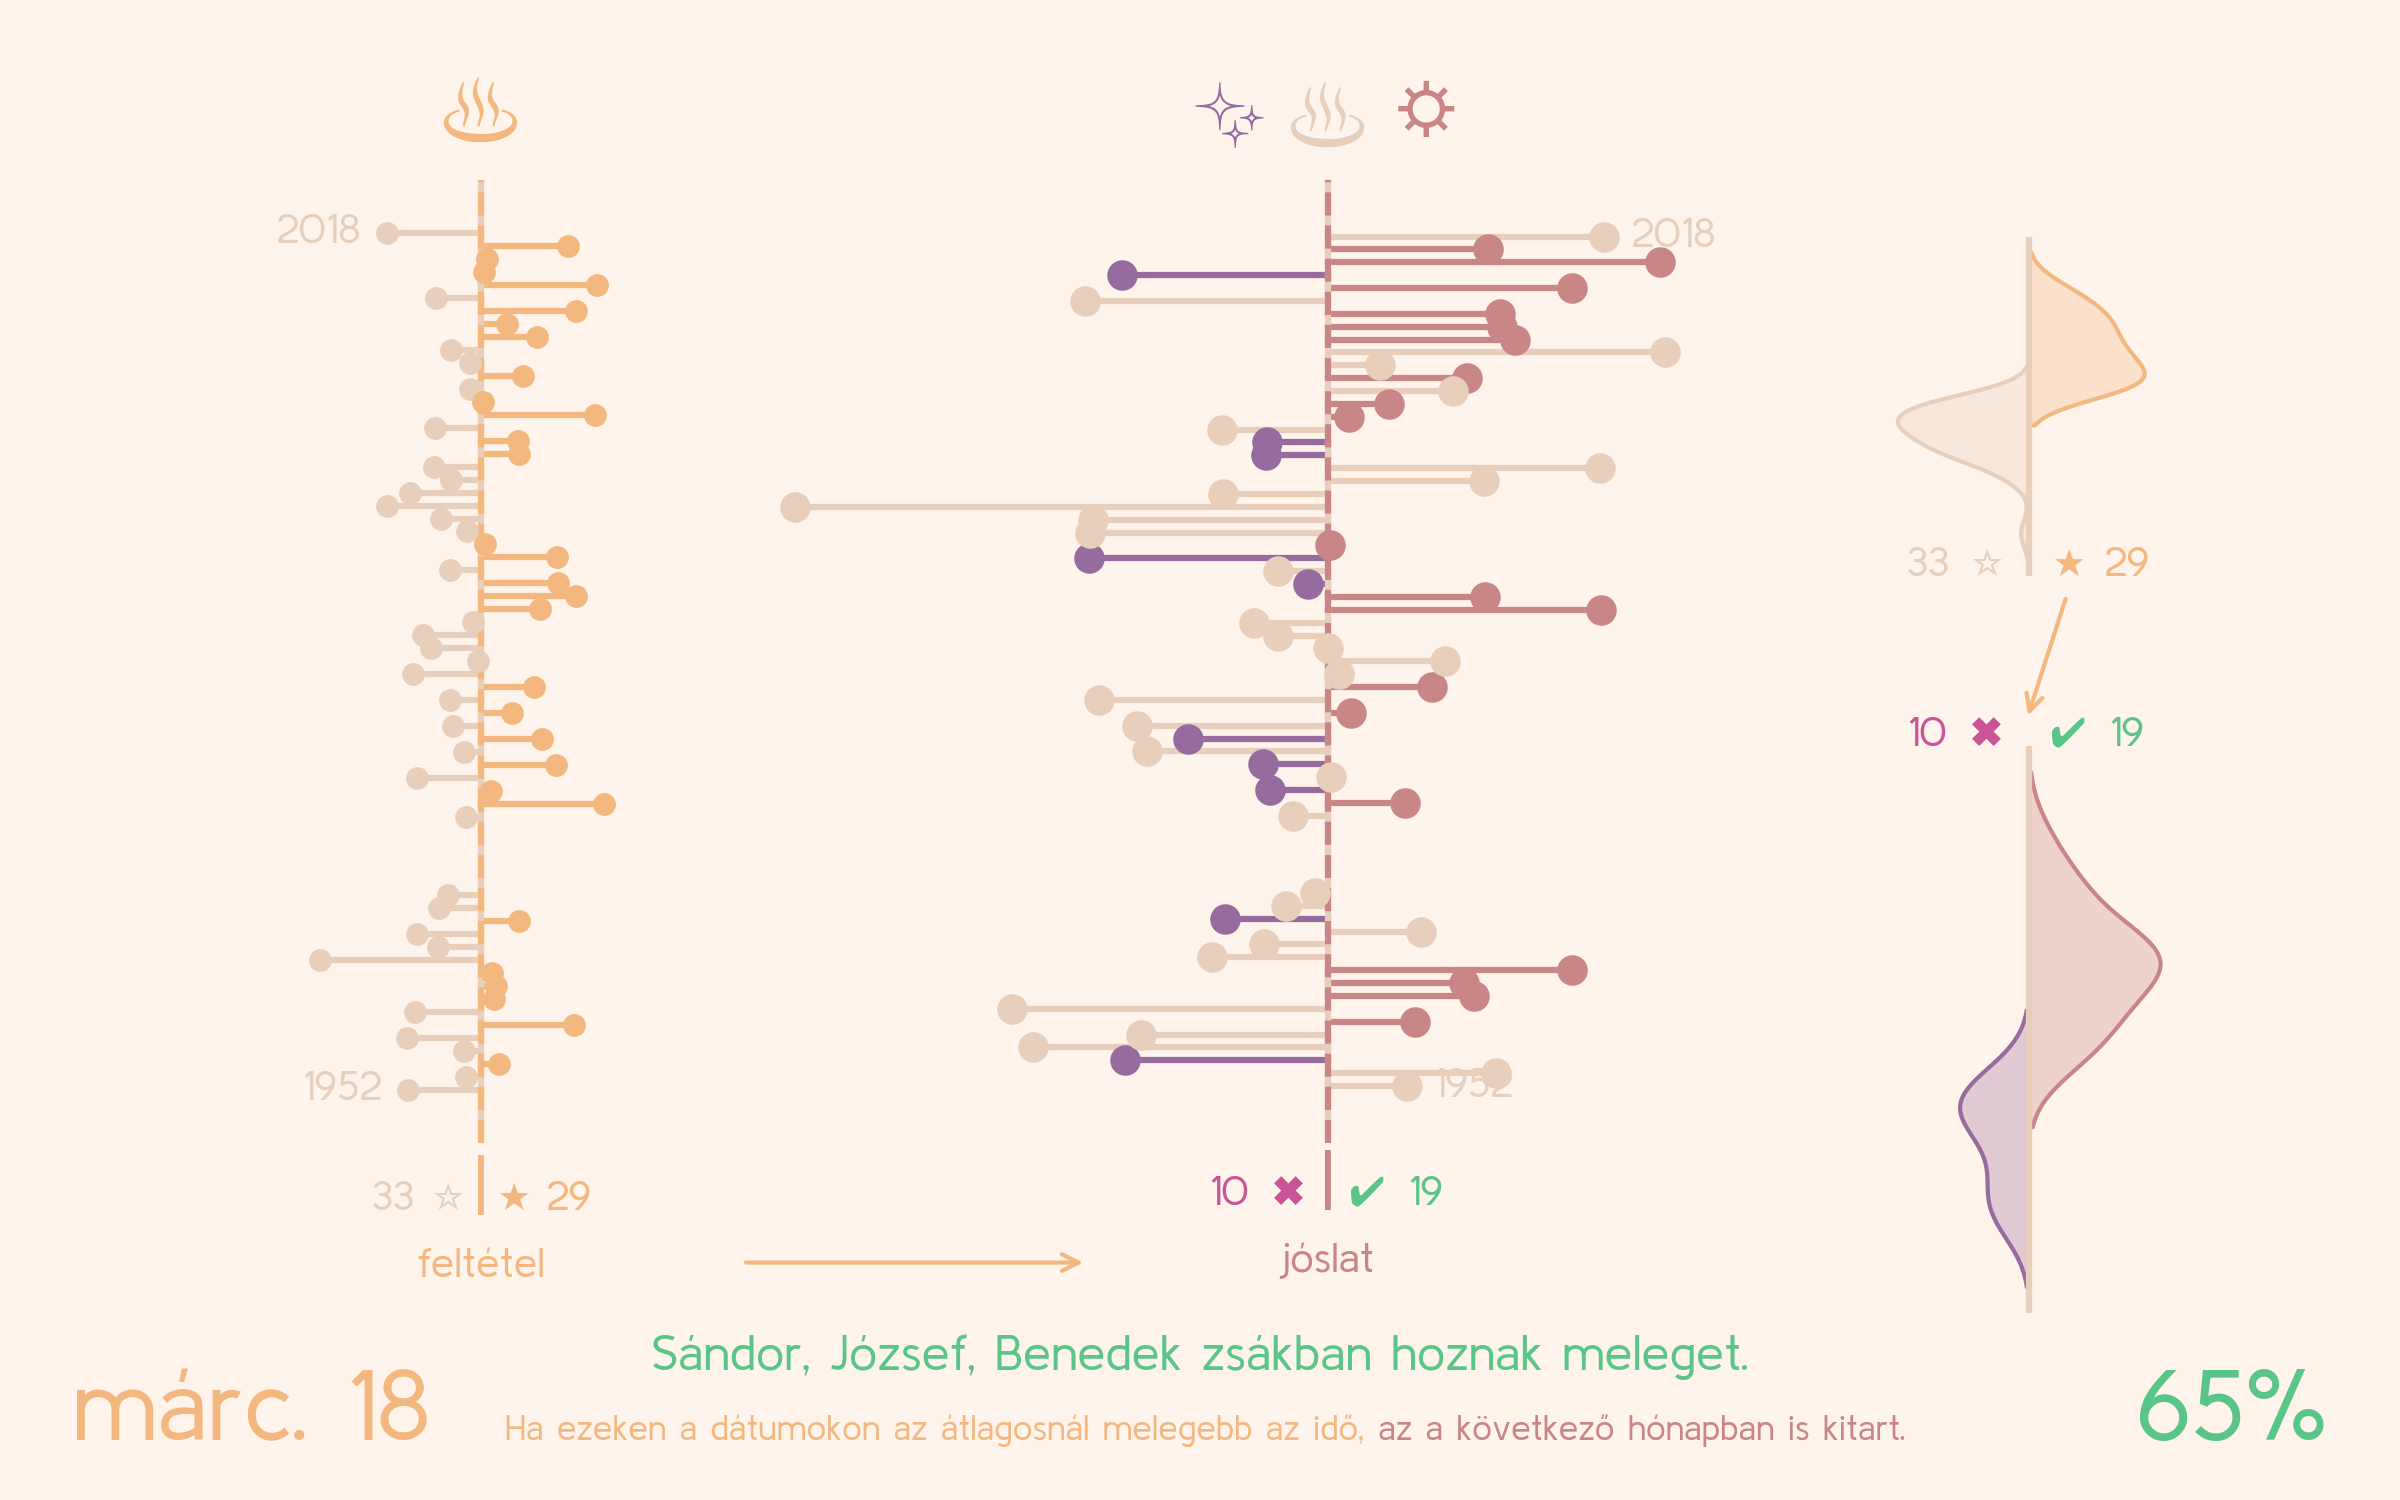 2018
2018
1952
1952
33 ☆ ★ 29
10 ✖ ✔ 19
33 ☆ ★ 29
10 ✖ ✔ 19
feltétel
jóslat
Sándor, József, Benedek zsákban hoznak meleget.
márc. 18
Ha ezeken a dátumokon az átlagosnál melegebb az idő, az a következő hónapban is kitart.
65%